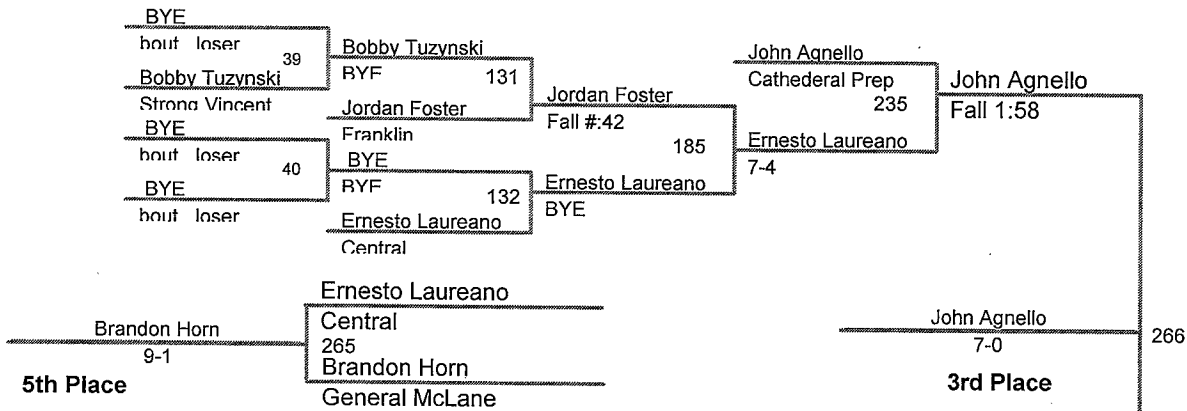 BYE
bout loser
39
Bobby Tuzynski
Strong Vincent
BYE
bout loser
40
BYE
bout loser
Bobby Tuzynski
BYE
131
Jordan Foster
Franklin
BYE
BYE
132
Ernesto Laureano
Central
Jordan Foster
Fall #:42
185
Ernesto Laureano
BYE
John Agnello
Cathederal Prep
235
Ernesto Laureano
7-4
John Agnello
Fall 1:58
Ernesto Laureano
Central
265
Brandon Horn
General McLane
Brandon Horn
9-1
5th Place
John Agnello
7-0
266
3rd Place